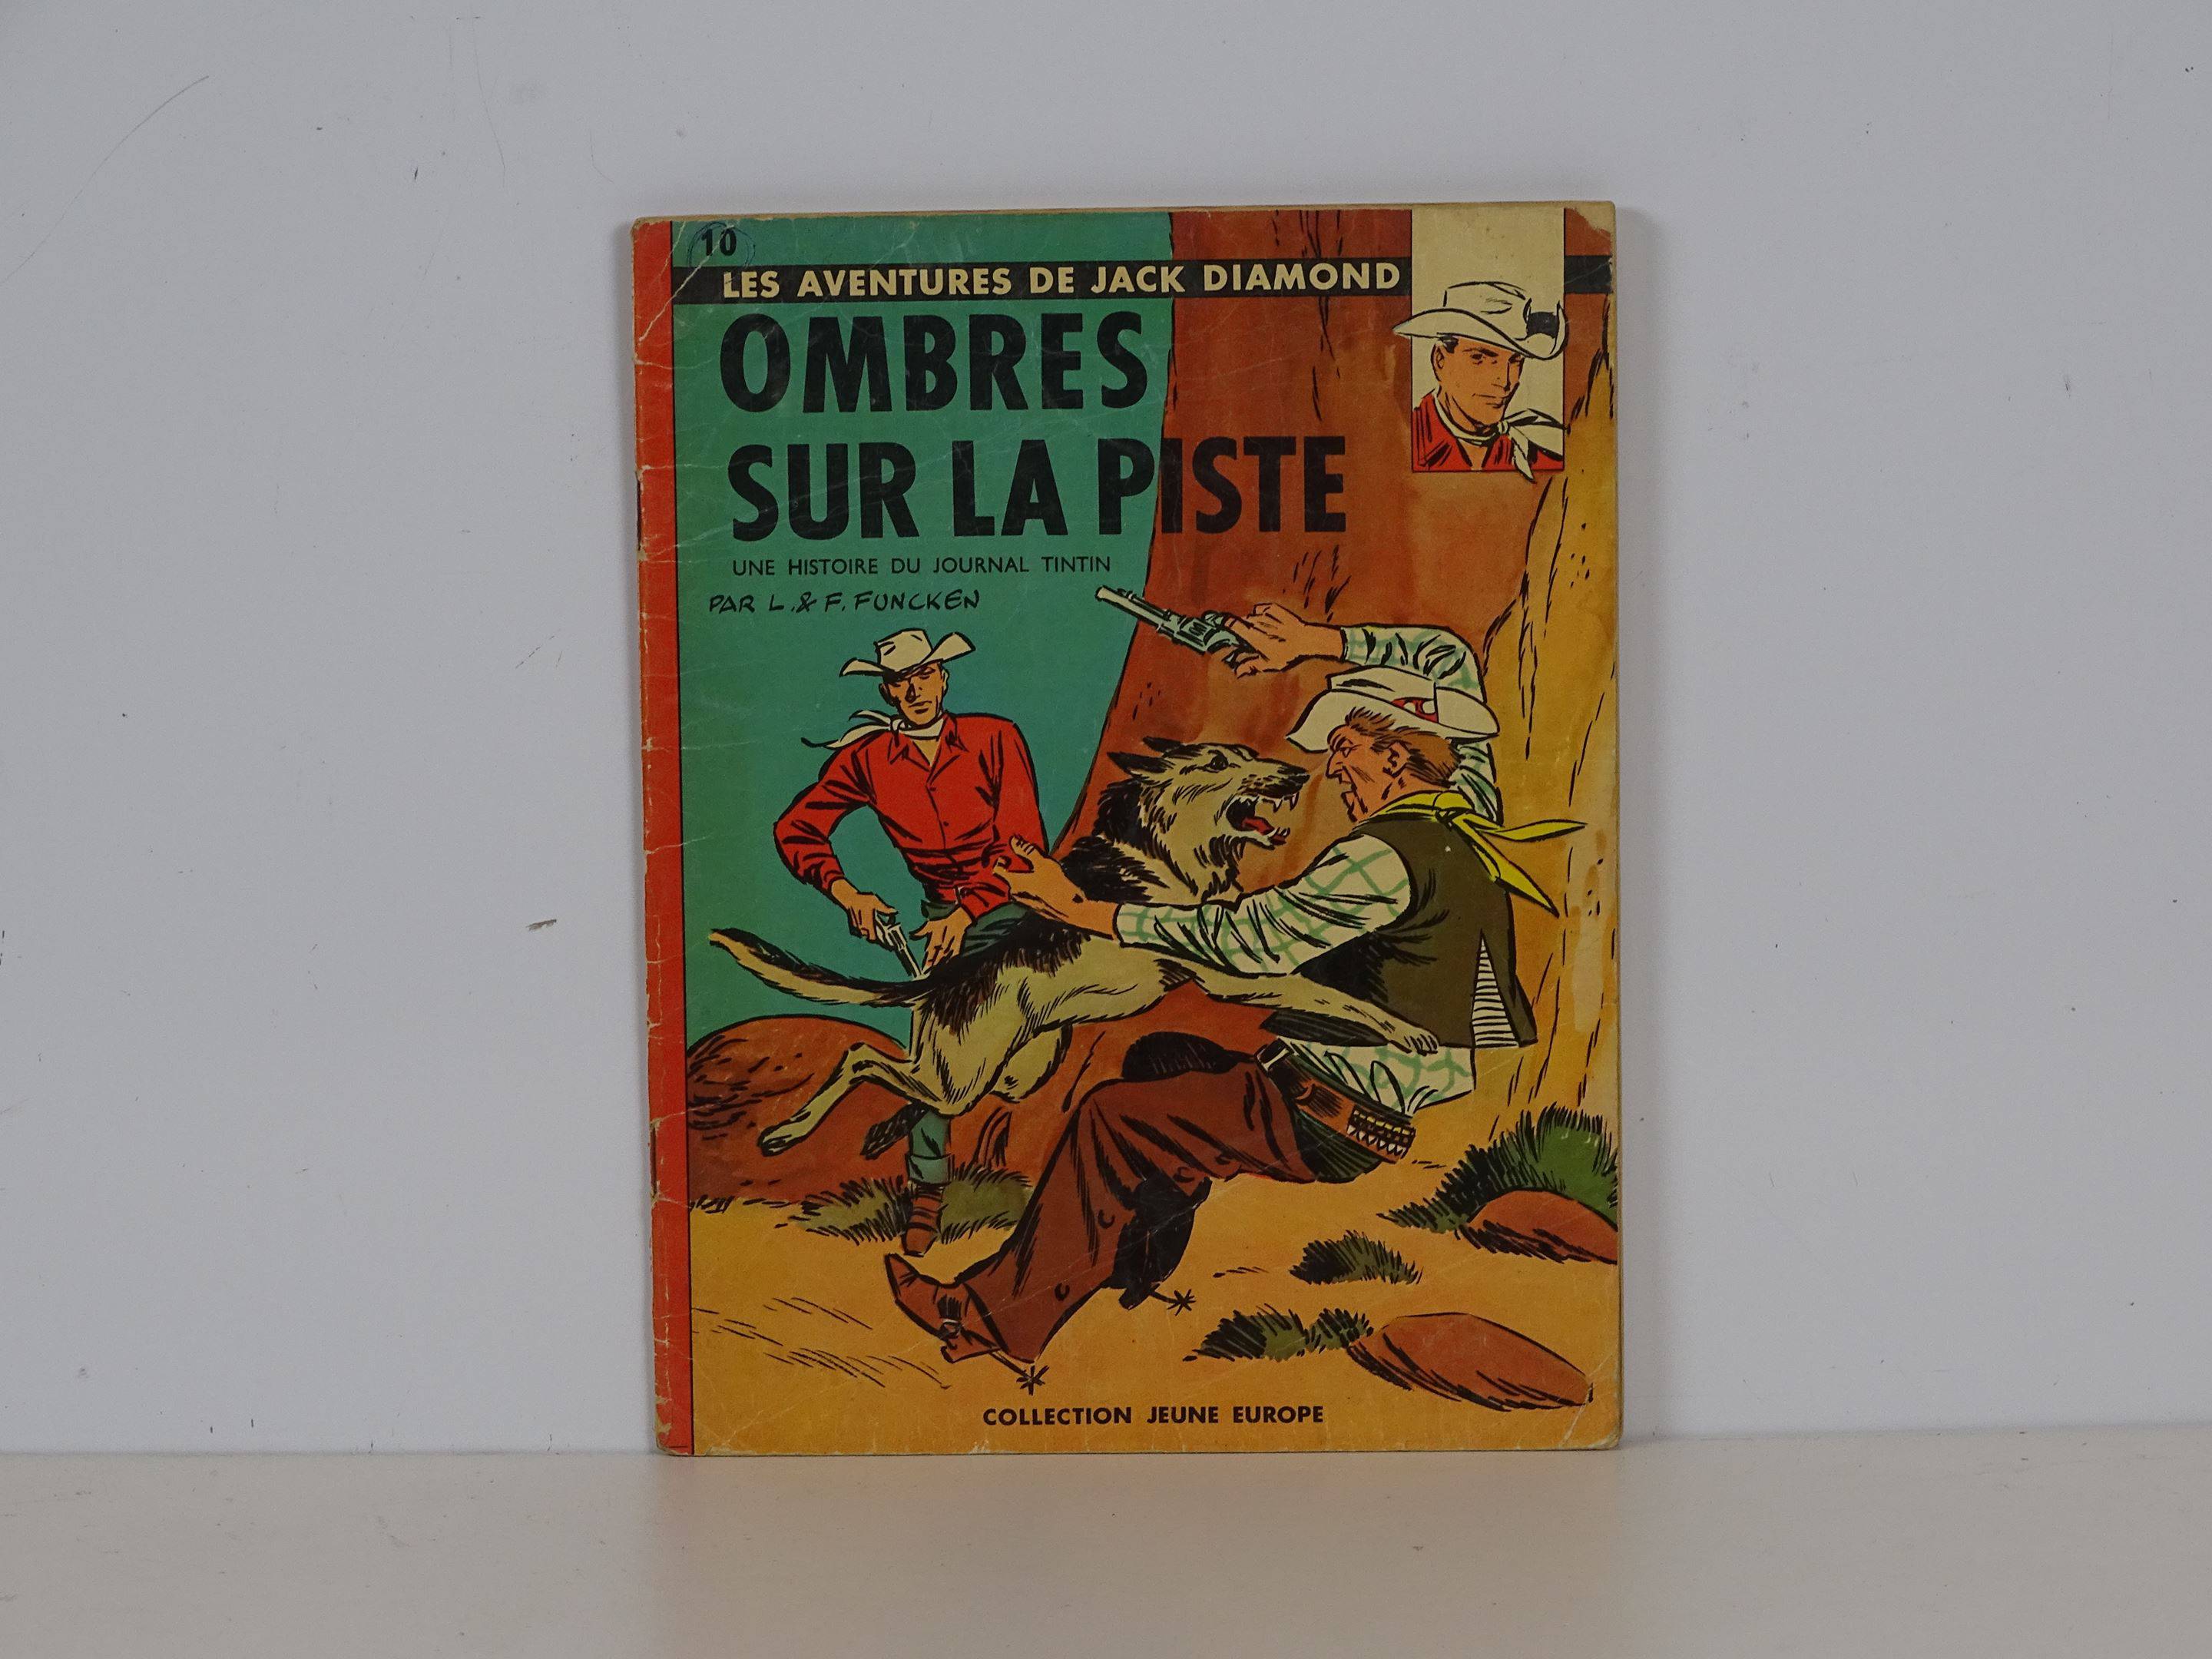 10
LES AVENTURES DE JACK DIAMOND
OMBRES
SUR LA PISTE
UNE HISTOIRE DU JOURNAL TINTIN
PAR L. & F. FUNCKEN
COLLECTION JEUNE EUROPE